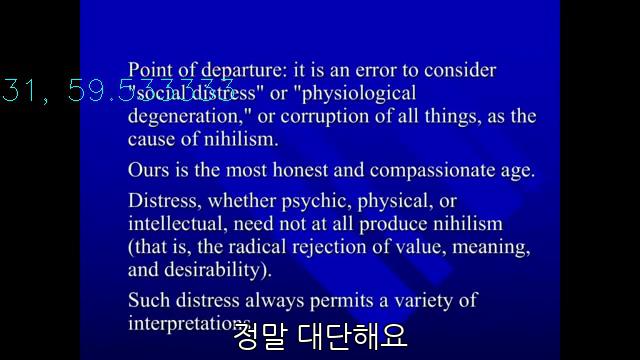 Point of departure: it is an error to consider
31, 59.533333
"social distress" or "physiological
degeneration," or corruption of all things, as the
cause of nihilism.
Ours is the most honest and compassionate age.
Distress, whether psychic, physical, or
intellectual, need not at all produce nihilism
(that is, the radical rejection of value, meaning,
and desirability).
Such distress always permits a variety of
interpretations
정말 대단해요